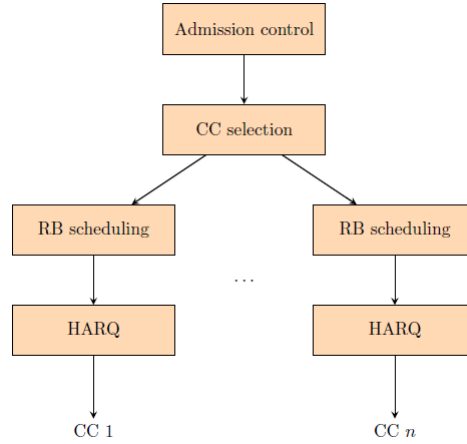 Admission control
CC selection
RB scheduling
RB scheduling
...
HARQ
HARQ
CC 1
CC n